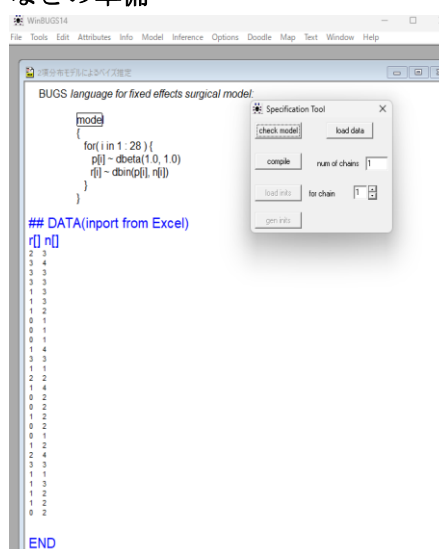 などの準備
WinBUGS14
File Tools Edit Attributes Info Model Inference Options Doodle Map Text Window Help
2項分布モデルによるベイズ推定
BUGS language for fixed effects surgical model:
model
{
for( i in 1 : 28 ) {
p[i] ~ dbeta(1.0, 1.0)
r[i] ~ dbin(p[i], n[i])
}
}
Specification Tool
check model load data
compile num of chains 1
load inits for chain 1
gen inits
## DATA(inport from Excel)
r[] n[]
2 3
3 4
3 3
3 3
1 3
1 3
1 2
0 1
0 1
0 1
1 4
3 3
1 1
2 2
1 4
0 2
0 2
1 2
0 2
0 1
1 2
2 4
3 3
1 1
1 3
1 2
1 2
0 2
END